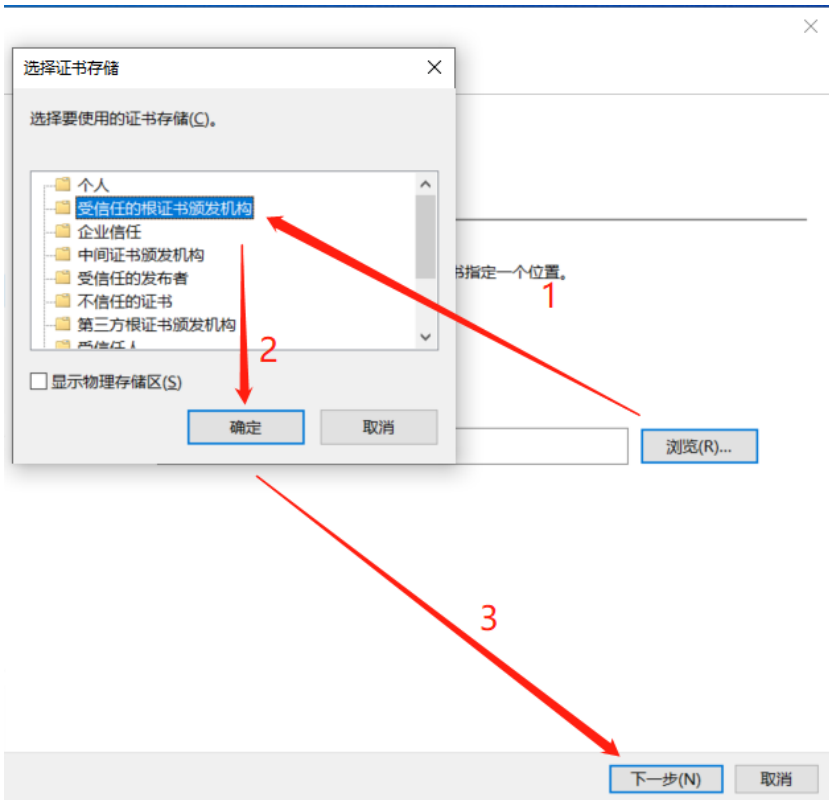 选择证书存储
选择要使用的证书存储(C)。
个人
受信任的根证书颁发机构
企业信任
中间证书颁发机构
受信任的发布者
不信任的证书
第三方根证书颁发机构
受信任人
书指定一个位置。
1
2
显示物理存储区(S)
确定
取消
浏览(R)...
3
下一步(N)
取消